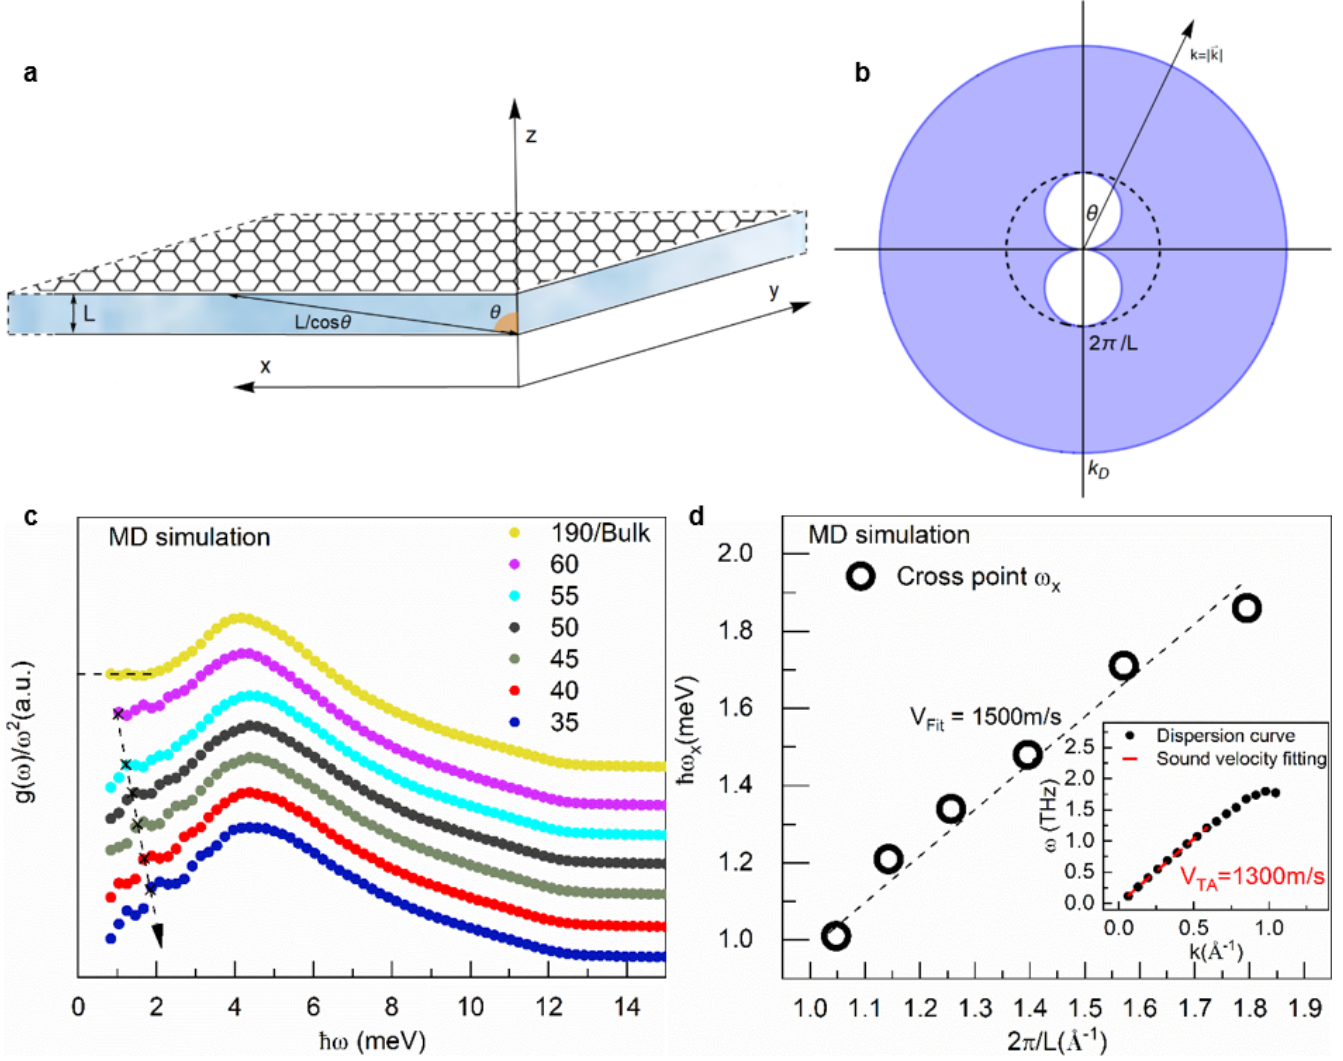 a
z
L
L/cosθ
θ
y
x
b
k=|k⃗|
θ
2π/L
k_D
c
MD simulation
190/Bulk
60
55
50
45
40
35
g(ω)/ω²(a.u.)
0 2 4 6 8 10 12 14
ħω (meV)
d
MD simulation
Cross point ω_x
2.0
1.8
1.6
1.4
1.2
1.0
ħω_x(meV)
V_Fit = 1500m/s
Dispersion curve
Sound velocity fitting
2.5
2.0
1.5
1.0
0.5
0.0
ω (THz)
V_TA=1300m/s
0.0 0.5 1.0
k(Å⁻¹)
1.0 1.1 1.2 1.3 1.4 1.5 1.6 1.7 1.8 1.9
2π/L(Å⁻¹)